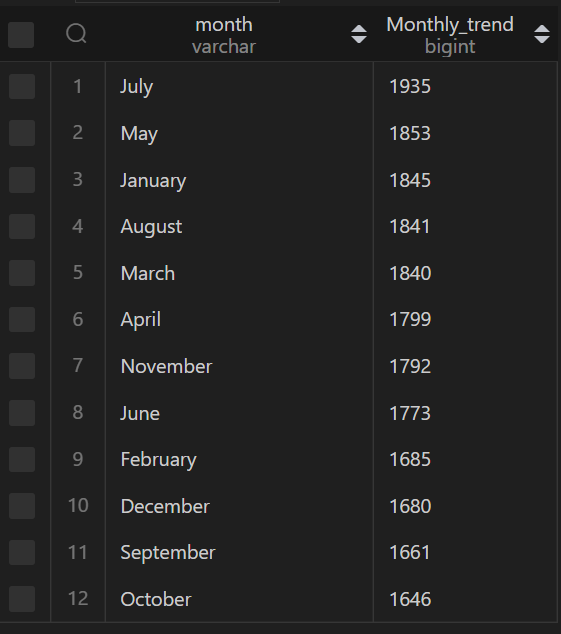 month Monthly_trend
varchar bigint
1 July 1935
2 May 1853
3 January 1845
4 August 1841
5 March 1840
6 April 1799
7 November 1792
8 June 1773
9 February 1685
10 December 1680
11 September 1661
12 October 1646